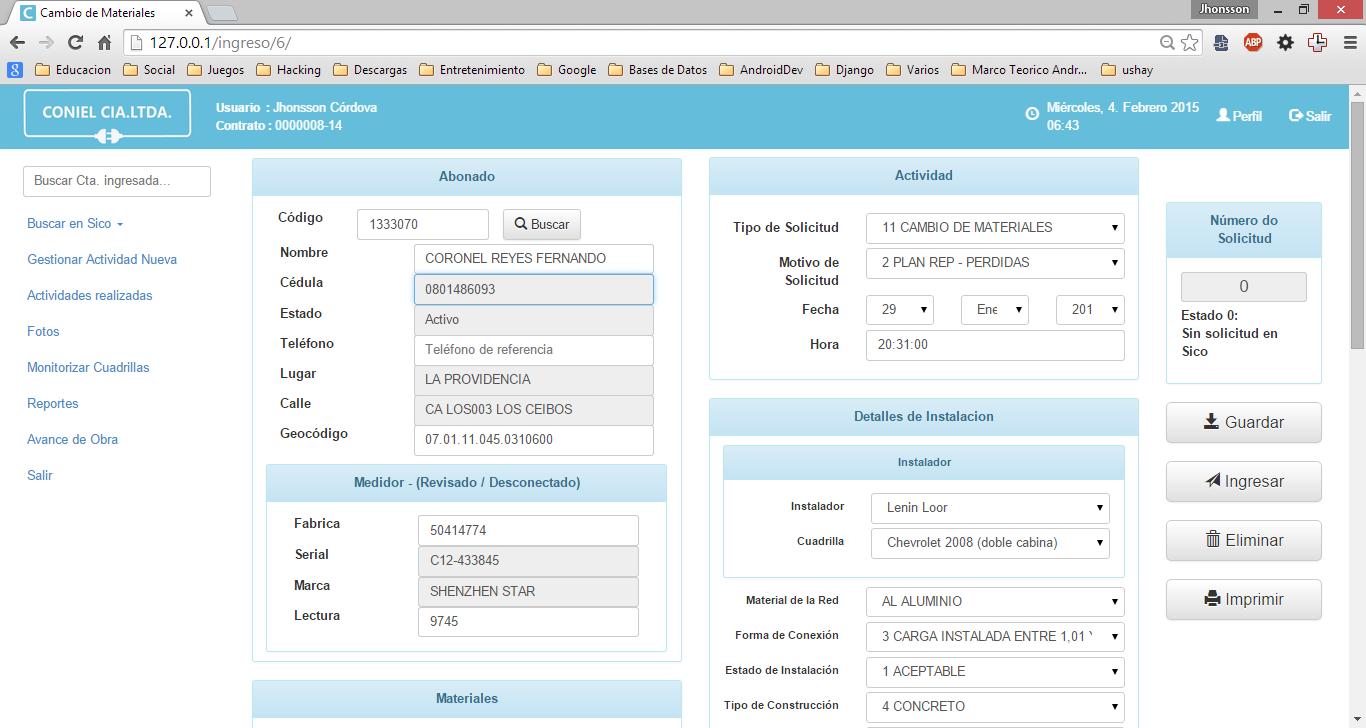 Cambio de Materiales
Jhonsson
127.0.0.1/ingreso/6/
Educacion
Social
Juegos
Hacking
Descargas
Entretenimiento
Google
Bases de Datos
AndroidDev
Django
Varios
Marco Teorico Andr...
ushay
CONIEL CIA.LTDA.
Usuario : Jhonsson Córdova
Contrato : 0000008-14
Miércoles, 4. Febrero 2015
06:43
Perfil
Salir
Buscar Cta. ingresada...
Buscar en Sico
Gestionar Actividad Nueva
Actividades realizadas
Fotos
Monitorizar Cuadrillas
Reportes
Avance de Obra
Salir
Abonado
Código 1333070 Buscar
Nombre CORONEL REYES FERNANDO
Cédula 0801486093
Estado Activo
Teléfono Teléfono de referencia
Lugar LA PROVIDENCIA
Calle CA LOS003 LOS CEIBOS
Geocódigo 07.01.11.045.0310600
Medidor - (Revisado / Desconectado)
Fabrica 50414774
Serial C12-433845
Marca SHENZHEN STAR
Lectura 9745
Materiales
Actividad
Tipo de Solicitud 11 CAMBIO DE MATERIALES
Motivo de
Solicitud 2 PLAN REP - PERDIDAS
Fecha 29 Ene 201
Hora 20:31:00
Detalles de Instalacion
Instalador
Instalador Lenin Loor
Cuadrilla Chevrolet 2008 (doble cabina)
Material de la Red AL ALUMINIO
Forma de Conexión 3 CARGA INSTALADA ENTRE 1,01 Y
Estado de Instalación 1 ACEPTABLE
Tipo de Construcción 4 CONCRETO
Número do
Solicitud
0
Estado 0:
Sin solicitud en
Sico
Guardar
Ingresar
Eliminar
Imprimir
ABP